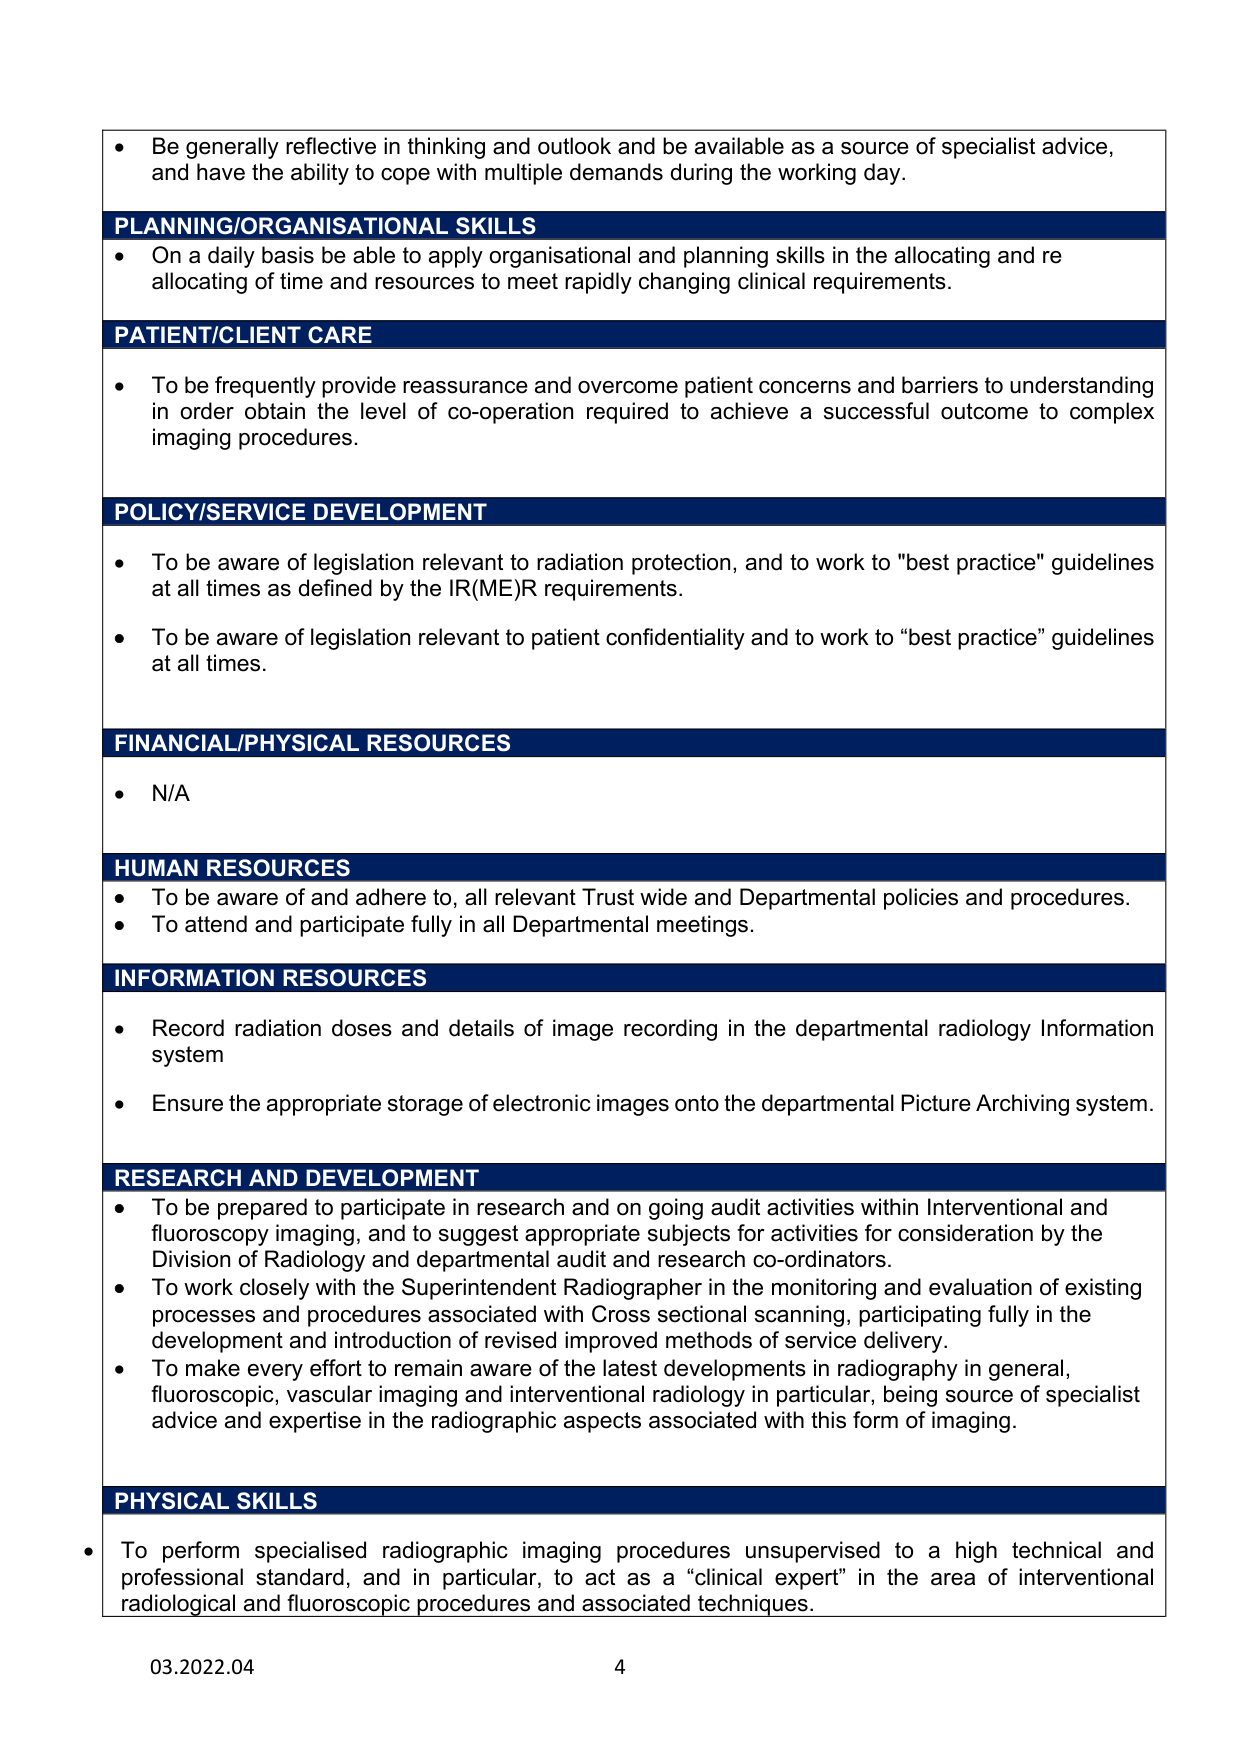 • Be generally reflective in thinking and outlook and be available as a source of specialist advice,
and have the ability to cope with multiple demands during the working day.
PLANNING/ORGANISATIONAL SKILLS
• On a daily basis be able to apply organisational and planning skills in the allocating and re
allocating of time and resources to meet rapidly changing clinical requirements.
PATIENT/CLIENT CARE
• To be frequently provide reassurance and overcome patient concerns and barriers to understanding
in order obtain the level of co-operation required to achieve a successful outcome to complex
imaging procedures.
POLICY/SERVICE DEVELOPMENT
• To be aware of legislation relevant to radiation protection, and to work to "best practice" guidelines
at all times as defined by the IR(ME)R requirements.
• To be aware of legislation relevant to patient confidentiality and to work to “best practice” guidelines
at all times.
FINANCIAL/PHYSICAL RESOURCES
• N/A
HUMAN RESOURCES
• To be aware of and adhere to, all relevant Trust wide and Departmental policies and procedures.
• To attend and participate fully in all Departmental meetings.
INFORMATION RESOURCES
• Record radiation doses and details of image recording in the departmental radiology Information
system
• Ensure the appropriate storage of electronic images onto the departmental Picture Archiving system.
RESEARCH AND DEVELOPMENT
• To be prepared to participate in research and on going audit activities within Interventional and
fluoroscopy imaging, and to suggest appropriate subjects for activities for consideration by the
Division of Radiology and departmental audit and research co-ordinators.
• To work closely with the Superintendent Radiographer in the monitoring and evaluation of existing
processes and procedures associated with Cross sectional scanning, participating fully in the
development and introduction of revised improved methods of service delivery.
• To make every effort to remain aware of the latest developments in radiography in general,
fluoroscopic, vascular imaging and interventional radiology in particular, being source of specialist
advice and expertise in the radiographic aspects associated with this form of imaging.
PHYSICAL SKILLS
• To perform specialised radiographic imaging procedures unsupervised to a high technical and
professional standard, and in particular, to act as a “clinical expert” in the area of interventional
radiological and fluoroscopic procedures and associated techniques.
03.2022.04 4